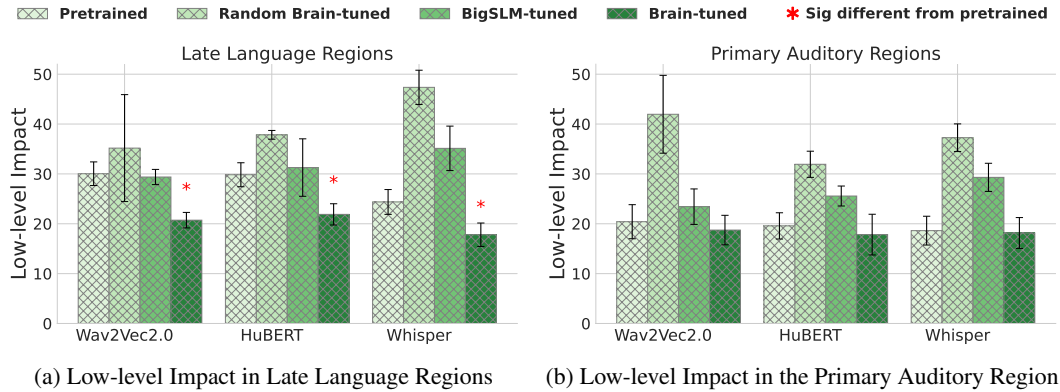 Pretrained Random Brain-tuned BigSLM-tuned Brain-tuned * Sig different from pretrained
Late Language Regions
Low-level Impact
50
40
30
20
10
0
* * *
Wav2Vec2.0 HuBERT Whisper
(a) Low-level Impact in Late Language Regions
Primary Auditory Regions
Low-level Impact
50
40
30
20
10
0
Wav2Vec2.0 HuBERT Whisper
(b) Low-level Impact in the Primary Auditory Region